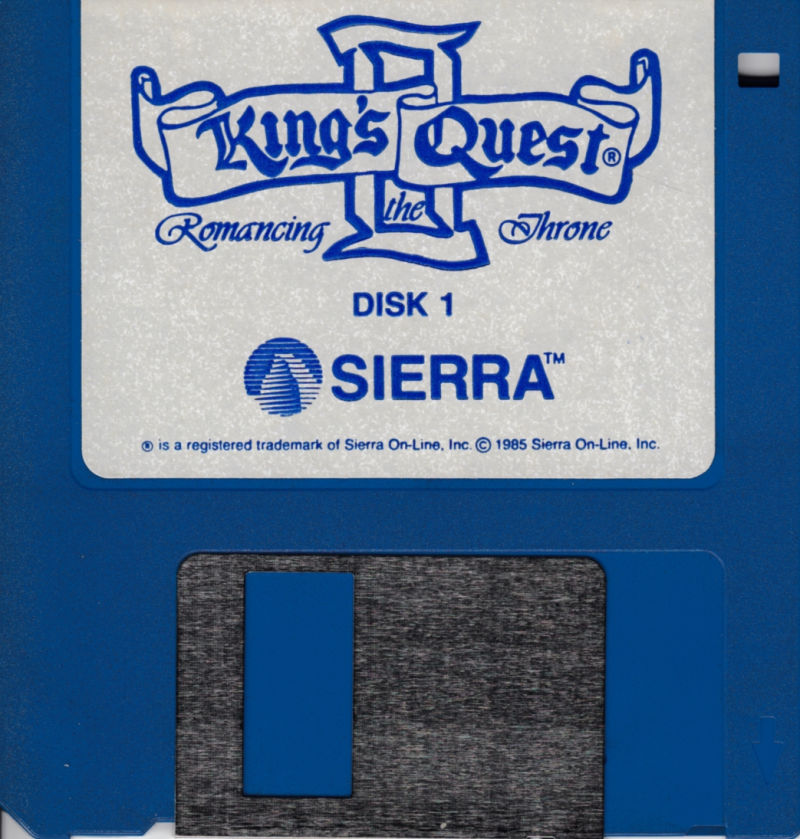 II
King's Quest®
Romancing the Throne
DISK 1
SIERRA™
® is a registered trademark of Sierra On-Line, Inc. © 1985 Sierra On-Line, Inc.